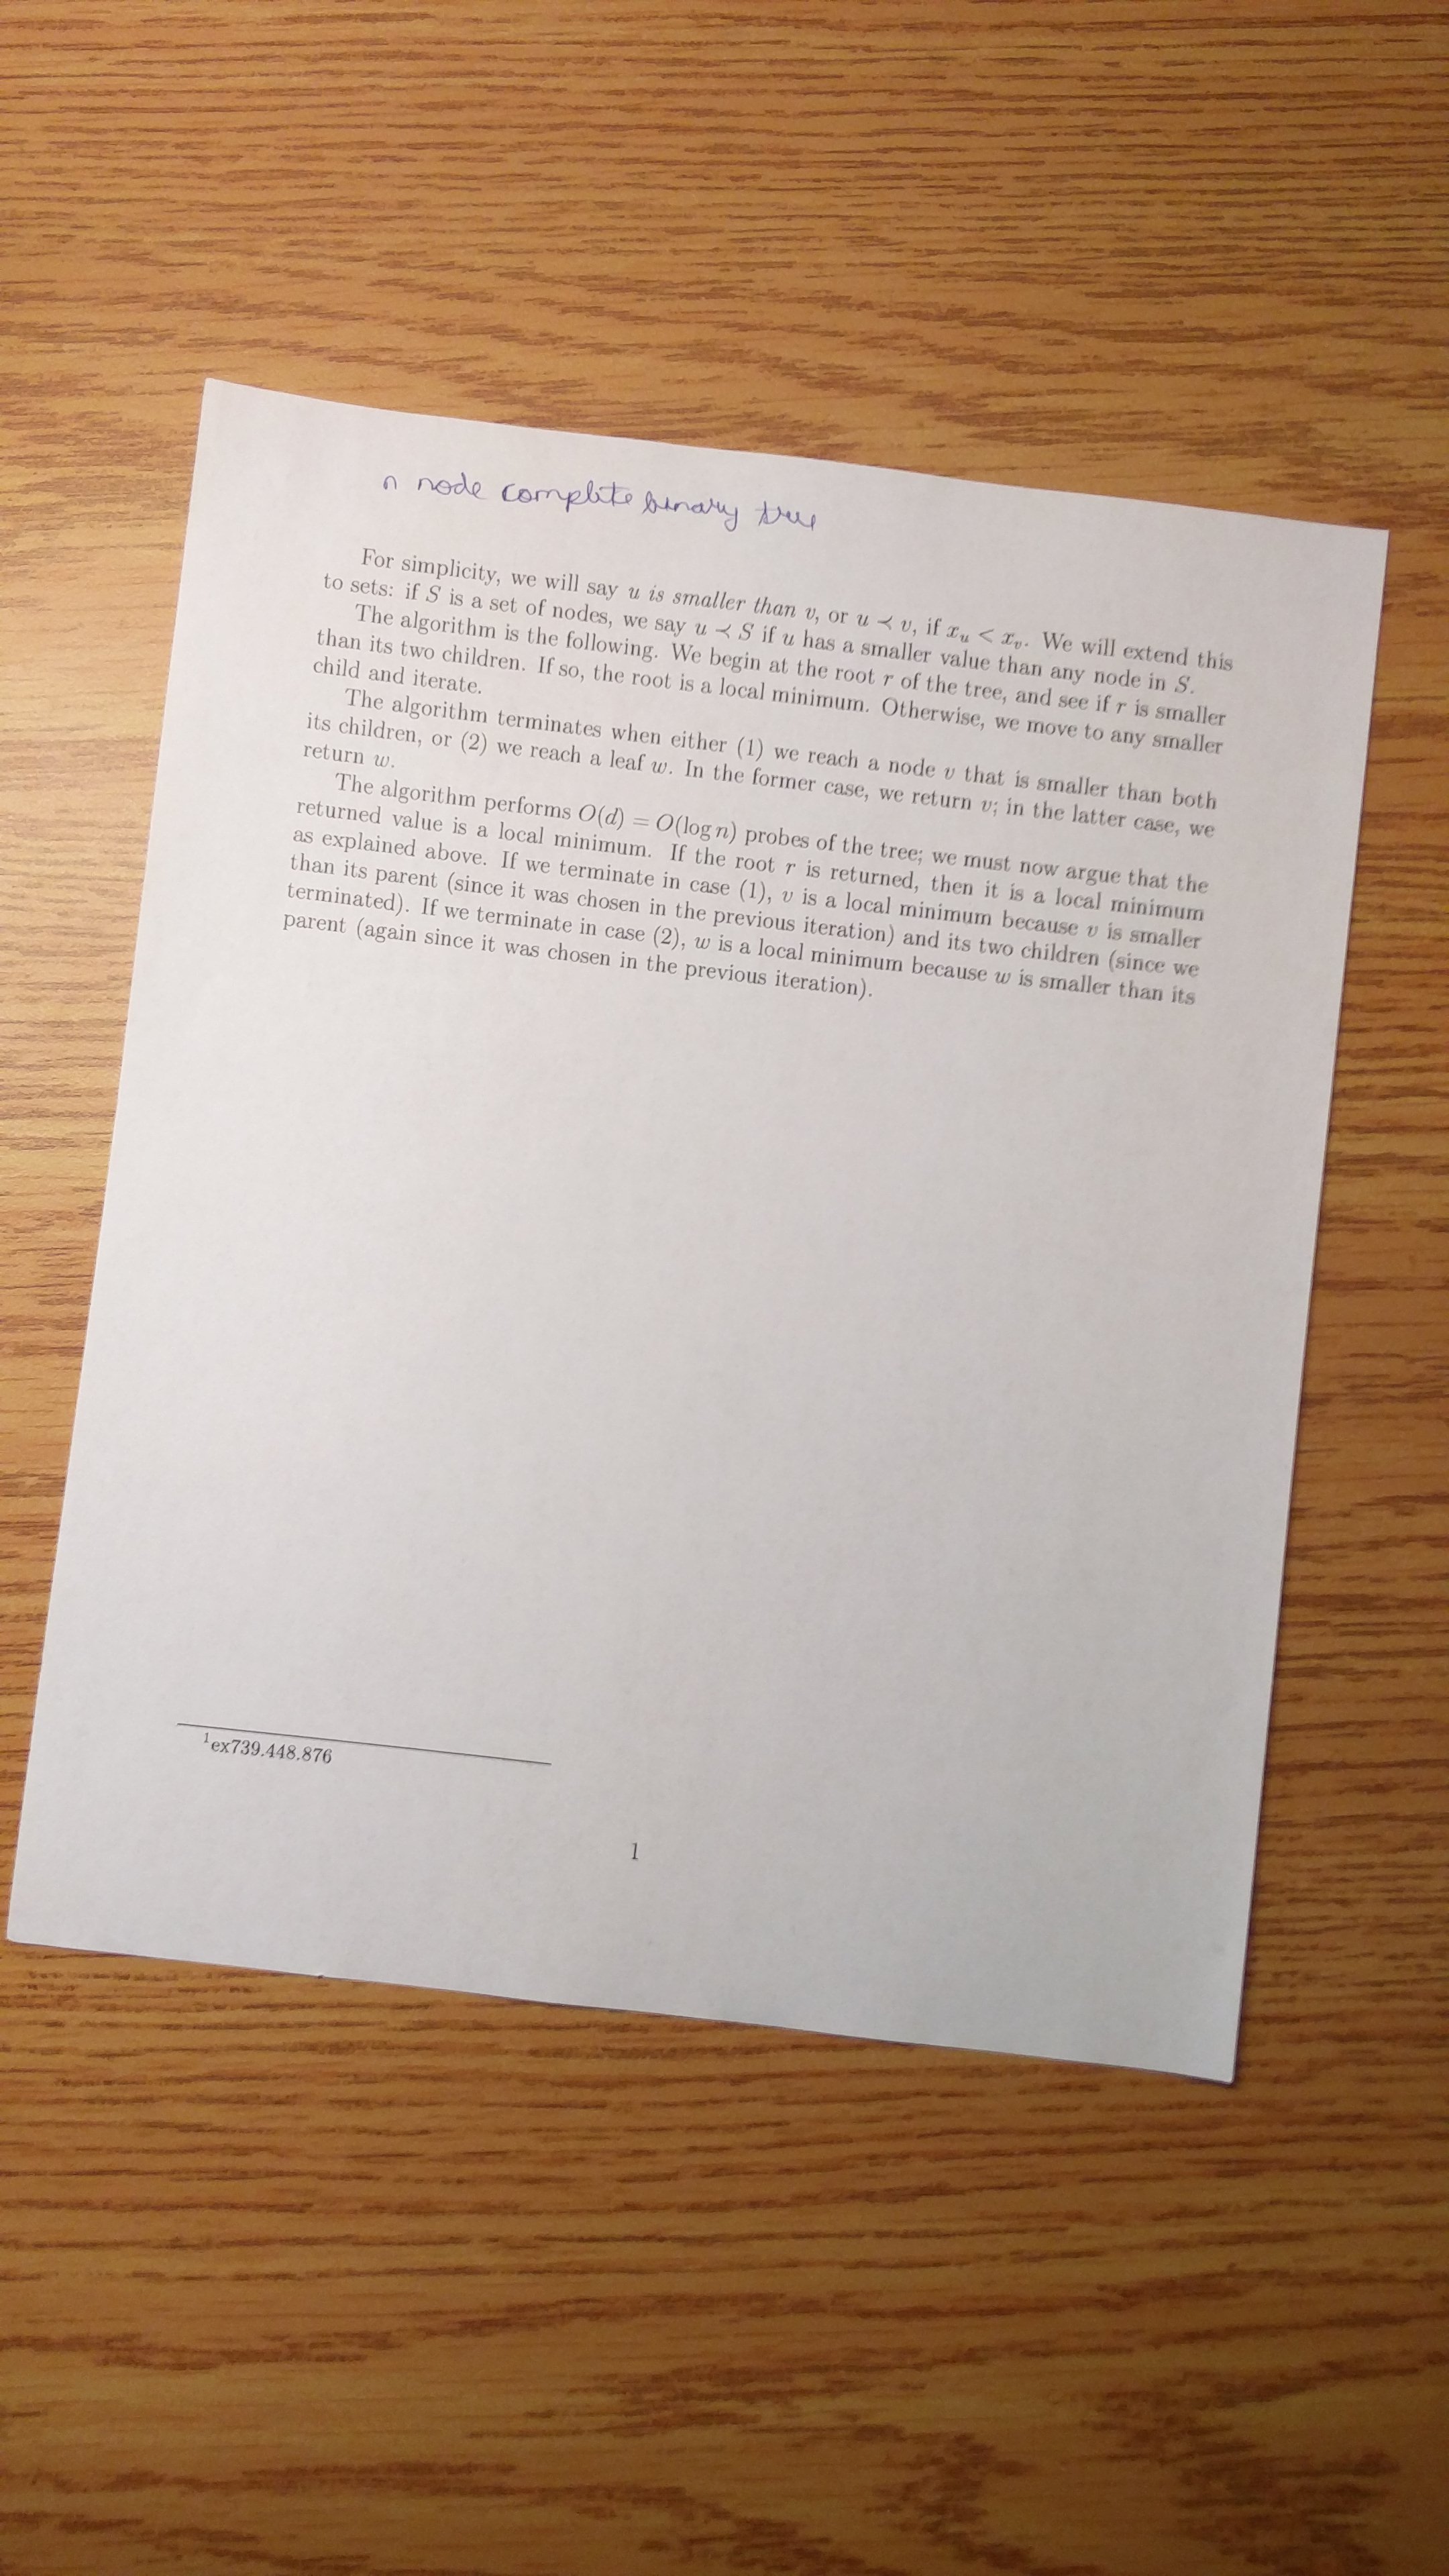 n node complete binary tree
For simplicity, we will say u is smaller than v, or u ≺ v, if xᵤ < xᵥ. We will extend this
to sets: if S is a set of nodes, we say u ≺ S if u has a smaller value than any node in S.
The algorithm is the following. We begin at the root r of the tree, and see if r is smaller
than its two children. If so, the root is a local minimum. Otherwise, we move to any smaller
child and iterate.
The algorithm terminates when either (1) we reach a node v that is smaller than both
its children, or (2) we reach a leaf w. In the former case, we return v; in the latter case, we
return w.
The algorithm performs O(d) = O(log n) probes of the tree; we must now argue that the
returned value is a local minimum. If the root r is returned, then it is a local minimum
as explained above. If we terminate in case (1), v is a local minimum because v is smaller
than its parent (since it was chosen in the previous iteration) and its two children (since we
terminated). If we terminate in case (2), w is a local minimum because w is smaller than its
parent (again since it was chosen in the previous iteration).
¹ex739.448.876
1